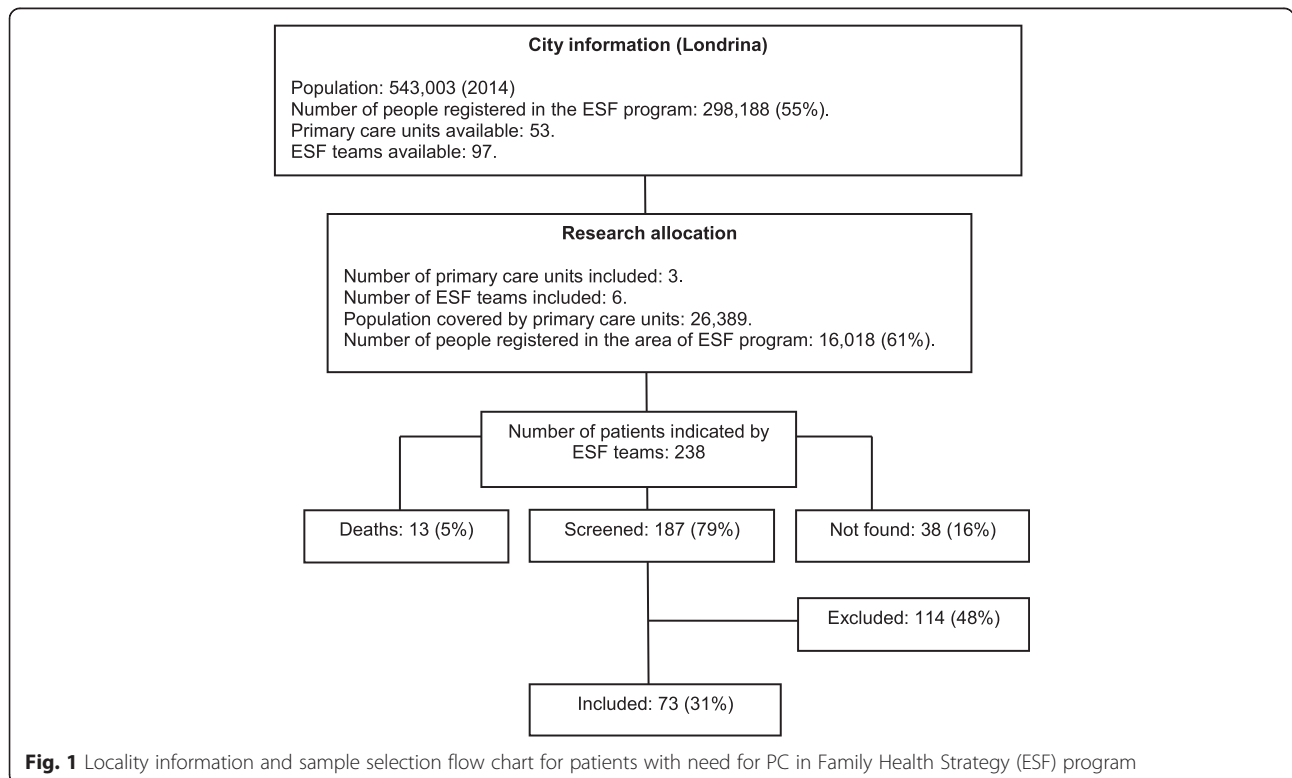 City information (Londrina)
Population: 543,003 (2014)
Number of people registered in the ESF program: 298,188 (55%).
Primary care units available: 53.
ESF teams available: 97.
Research allocation
Number of primary care units included: 3.
Number of ESF teams included: 6.
Population covered by primary care units: 26,389.
Number of people registered in the area of ESF program: 16,018 (61%).
Number of patients indicated by
ESF teams: 238
Deaths: 13 (5%)
Screened: 187 (79%)
Not found: 38 (16%)
Excluded: 114 (48%)
Included: 73 (31%)
Fig. 1 Locality information and sample selection flow chart for patients with need for PC in Family Health Strategy (ESF) program